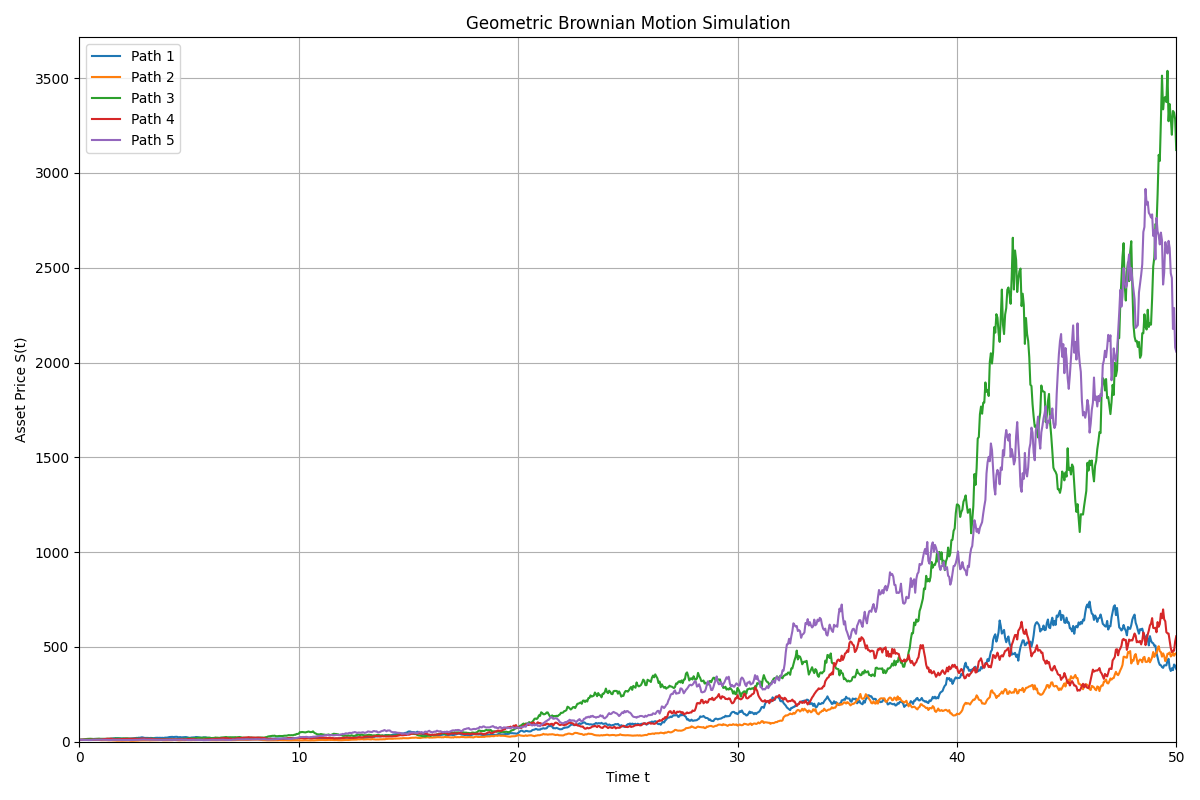 Geometric Brownian Motion Simulation
Path 1
Path 2
Path 3
Path 4
Path 5
Asset Price S(t)
3500
3000
2500
2000
1500
1000
500
0
0 10 20 30 40 50
Time t